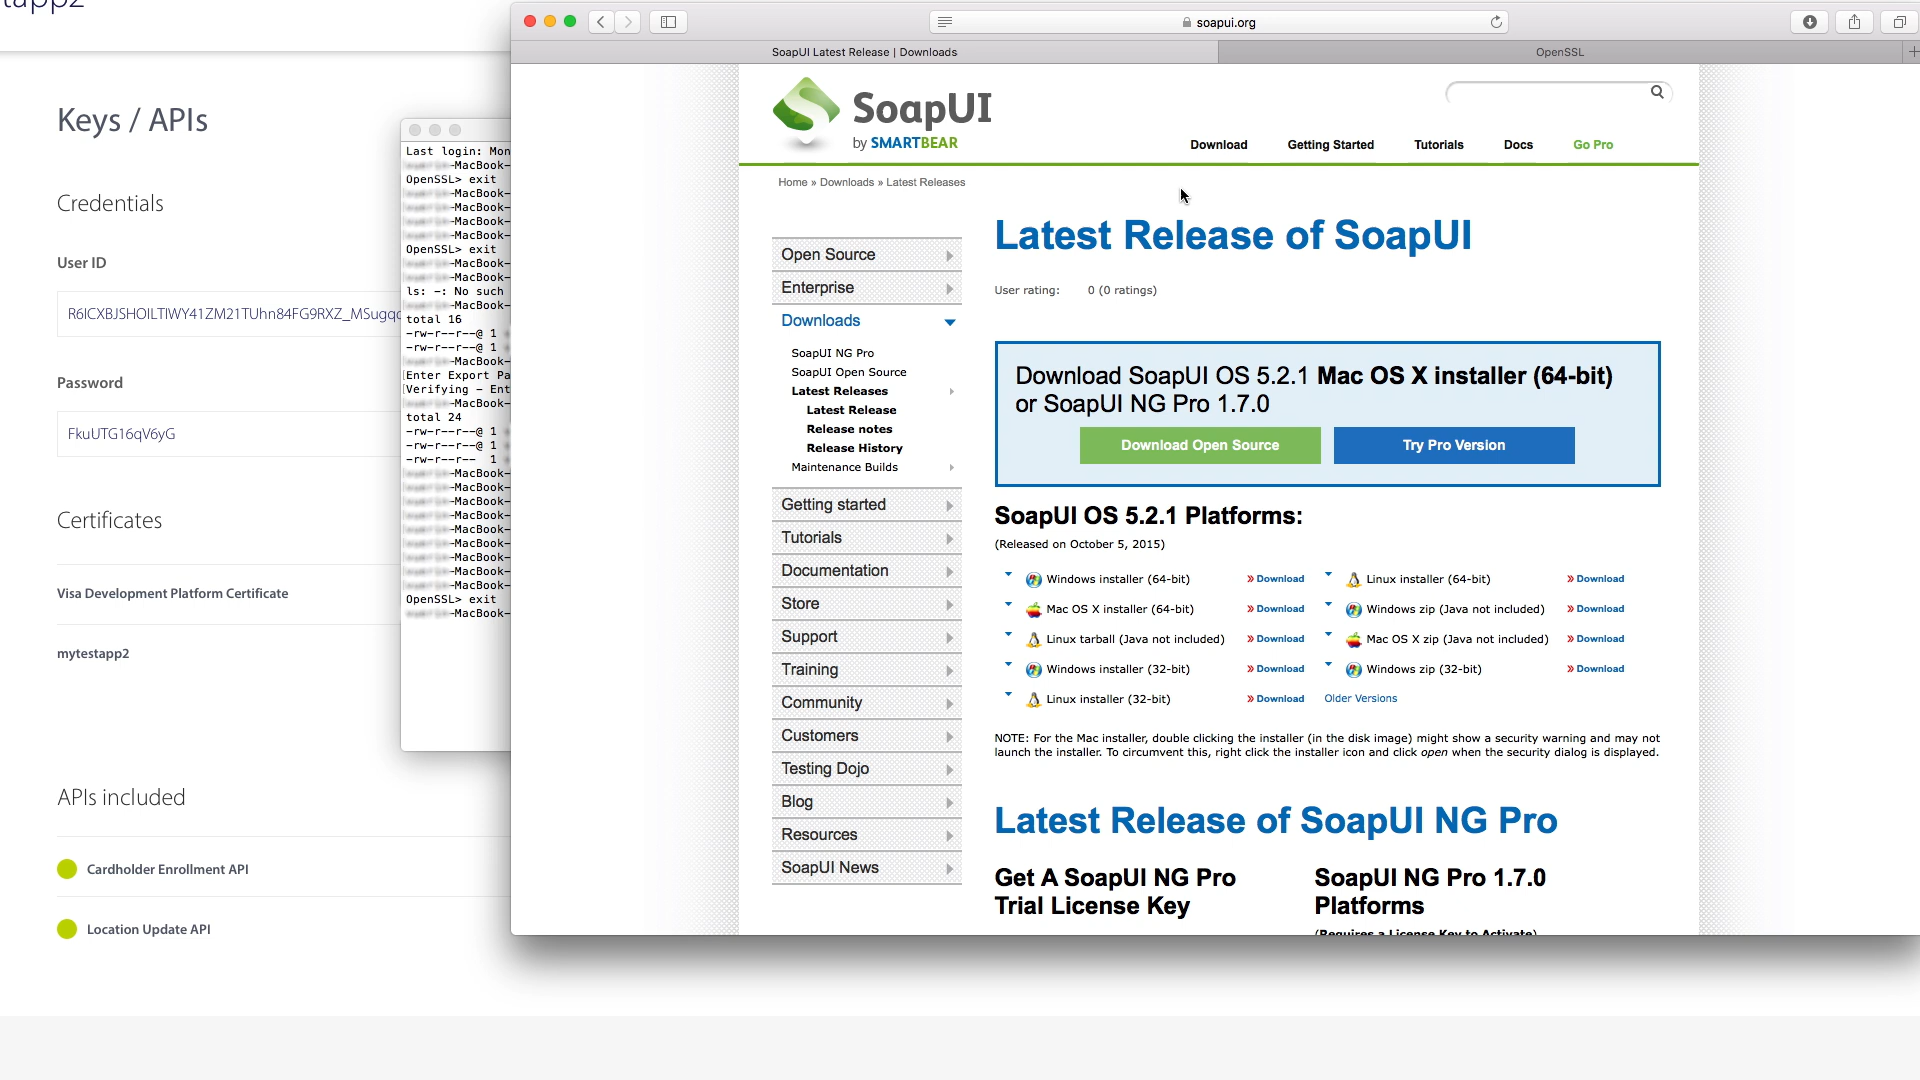 Keys / APIs
Credentials
User ID
Password
FkuUTG16qV6yG
Certificates
Visa Development Platform Certificate
mytestapp2
APIs included
Cardholder Enrollment API
Location Update API
Last login: Mon
-MacBook-
OpenSSL> exit
-MacBook-
-MacBook-
-MacBook-
-MacBook-
OpenSSL> exit
-MacBook-
-MacBook-
ls: -: No such
-MacBook-
total 16
-rw-r--r--@ 1
-rw-r--r--@ 1
-MacBook-
[Enter Export Pa
[Verifying - Ent
-MacBook-
total 24
-rw-r--r--@ 1
-rw-r--r--@ 1
-rw-r--r-- 1
-MacBook-
-MacBook-
-MacBook-
-MacBook-
-MacBook-
-MacBook-
-MacBook-
-MacBook-
-MacBook-
OpenSSL> exit
-MacBook-
soapui.org
SoapUI Latest Release | Downloads
OpenSSL
SoapUI
by SMARTBEAR
Download Getting Started Tutorials Docs Go Pro
Home » Downloads » Latest Releases
Open Source
Enterprise
Downloads
SoapUI NG Pro
SoapUI Open Source
Latest Releases
Latest Release
Release notes
Release History
Maintenance Builds
Getting started
Tutorials
Documentation
Store
Support
Training
Community
Customers
Testing Dojo
Blog
Resources
SoapUI News
Latest Release of SoapUI
User rating: 0 (0 ratings)
Download SoapUI OS 5.2.1 Mac OS X installer (64-bit)
or SoapUI NG Pro 1.7.0
Download Open Source Try Pro Version
SoapUI OS 5.2.1 Platforms:
(Released on October 5, 2015)
Windows installer (64-bit) » Download Linux installer (64-bit) » Download
Mac OS X installer (64-bit) » Download Windows zip (Java not included) » Download
Linux tarball (Java not included) » Download Mac OS X zip (Java not included) » Download
Windows installer (32-bit) » Download Windows zip (32-bit) » Download
Linux installer (32-bit) » Download Older Versions
NOTE: For the Mac installer, double clicking the installer (in the disk image) might show a security warning and may not
launch the installer. To circumvent this, right click the installer icon and click open when the security dialog is displayed.
Latest Release of SoapUI NG Pro
Get A SoapUI NG Pro
Trial License Key
SoapUI NG Pro 1.7.0
Platforms
(Requires a License Key to Activate)